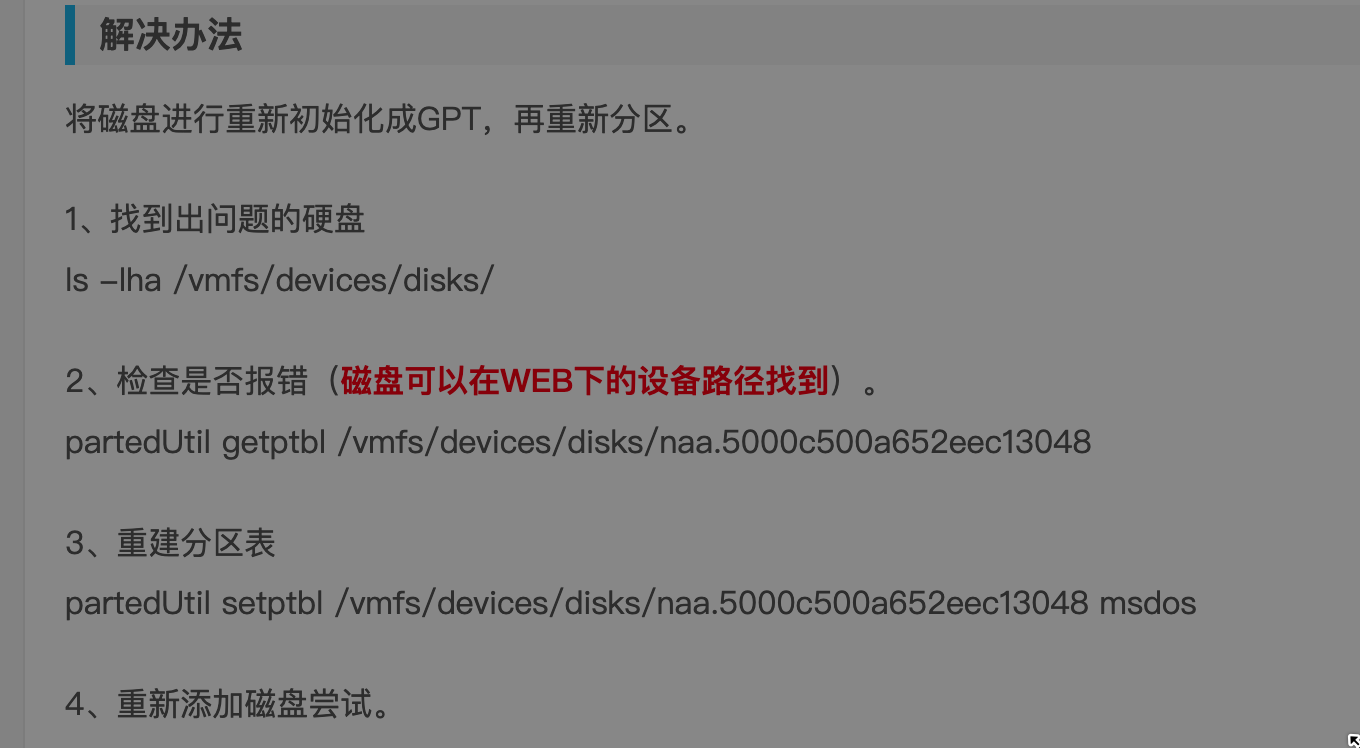 解决办法
将磁盘进行重新初始化成GPT，再重新分区。
1、找到出问题的硬盘
ls –lha /vmfs/devices/disks/
2、检查是否报错（磁盘可以在WEB下的设备路径找到）。
partedUtil getptbl /vmfs/devices/disks/naa.5000c500a652eec13048
3、重建分区表
partedUtil setptbl /vmfs/devices/disks/naa.5000c500a652eec13048 msdos
4、重新添加磁盘尝试。